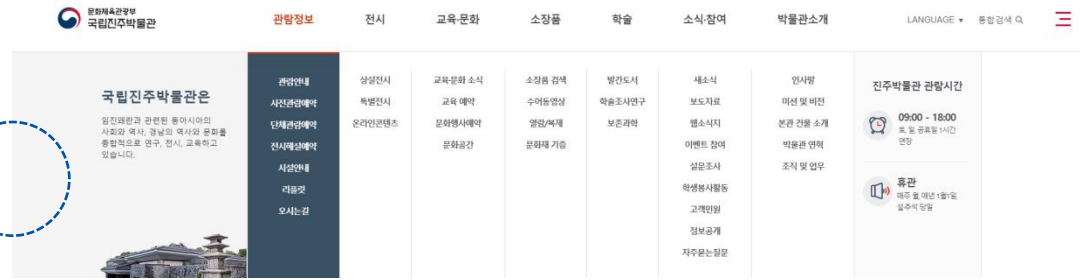 문화체육관광부
국립진주박물관
관람정보
전시
교육·문화
소장품
학술
소식·참여
박물관소개
LANGUAGE ▾
통합검색
국립진주박물관은
임진왜란과 관련된 동아시아의
사회와 역사, 경남의 역사와 문화를
종합적으로 연구, 전시, 교육하고
있습니다.
관람안내
사전관람예약
단체관람예약
전시해설예약
시설안내
리플릿
오시는길
상설전시
특별전시
온라인콘텐츠
교육·문화 소식
교육 예약
문화행사예약
문화공간
소장품 검색
수어동영상
열람/복제
문화재 기증
발간도서
학술조사연구
보존과학
새소식
보도자료
웹소식지
이벤트 참여
설문조사
학생봉사활동
고객민원
정보공개
자주묻는질문
인사말
미션 및 비전
본관 건물 소개
박물관 연혁
조직 및 업무
진주박물관 관람시간
09:00 - 18:00
토, 일, 공휴일 1시간
연장
휴관
매주 월, 매년 1월1일,
설·추석 당일